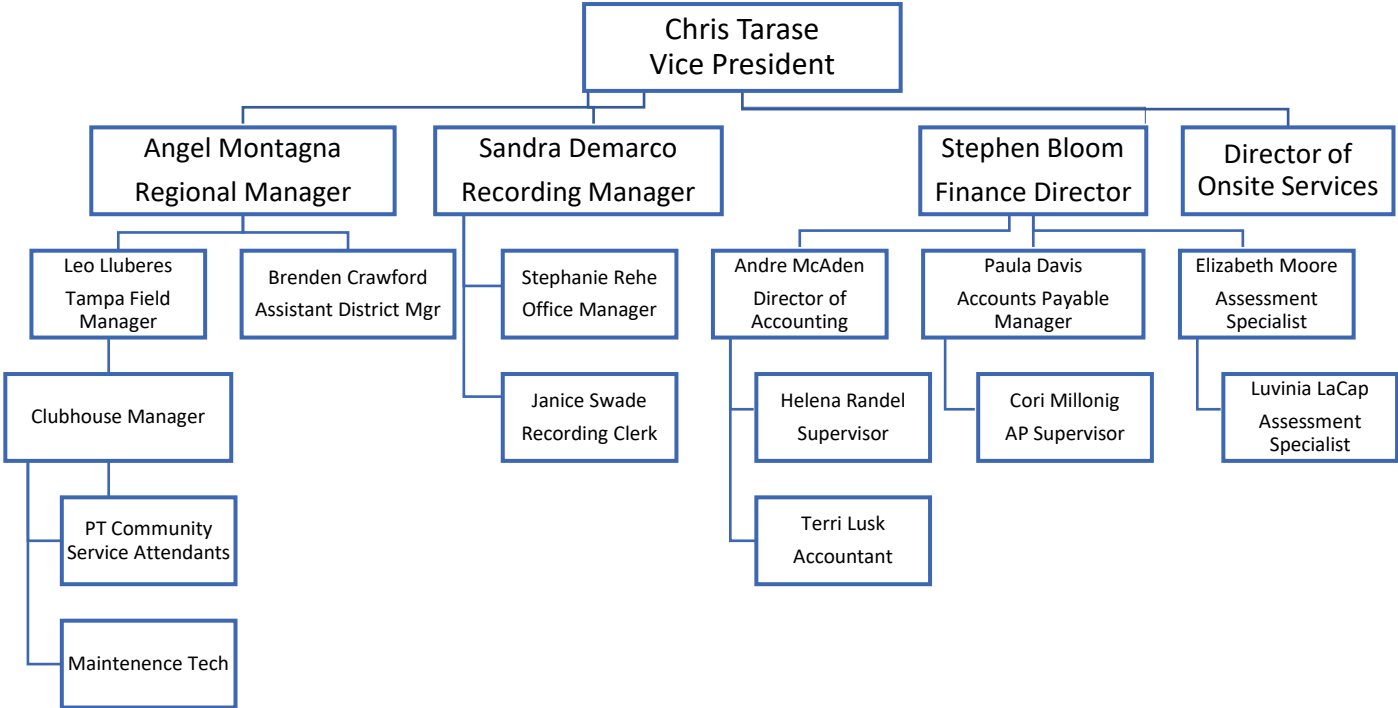 Chris Tarase
Vice President
Angel Montagna
Regional Manager
Sandra Demarco
Recording Manager
Stephen Bloom
Finance Director
Director of
Onsite Services
Leo Lluberes
Tampa Field
Manager
Brenden Crawford
Assistant District Mgr
Stephanie Rehe
Office Manager
Andre McAden
Director of
Accounting
Paula Davis
Accounts Payable
Manager
Elizabeth Moore
Assessment
Specialist
Clubhouse Manager
Janice Swade
Recording Clerk
Helena Randel
Supervisor
Cori Millonig
AP Supervisor
Luvinia LaCap
Assessment
Specialist
PT Community
Service Attendants
Terri Lusk
Accountant
Maintenence Tech